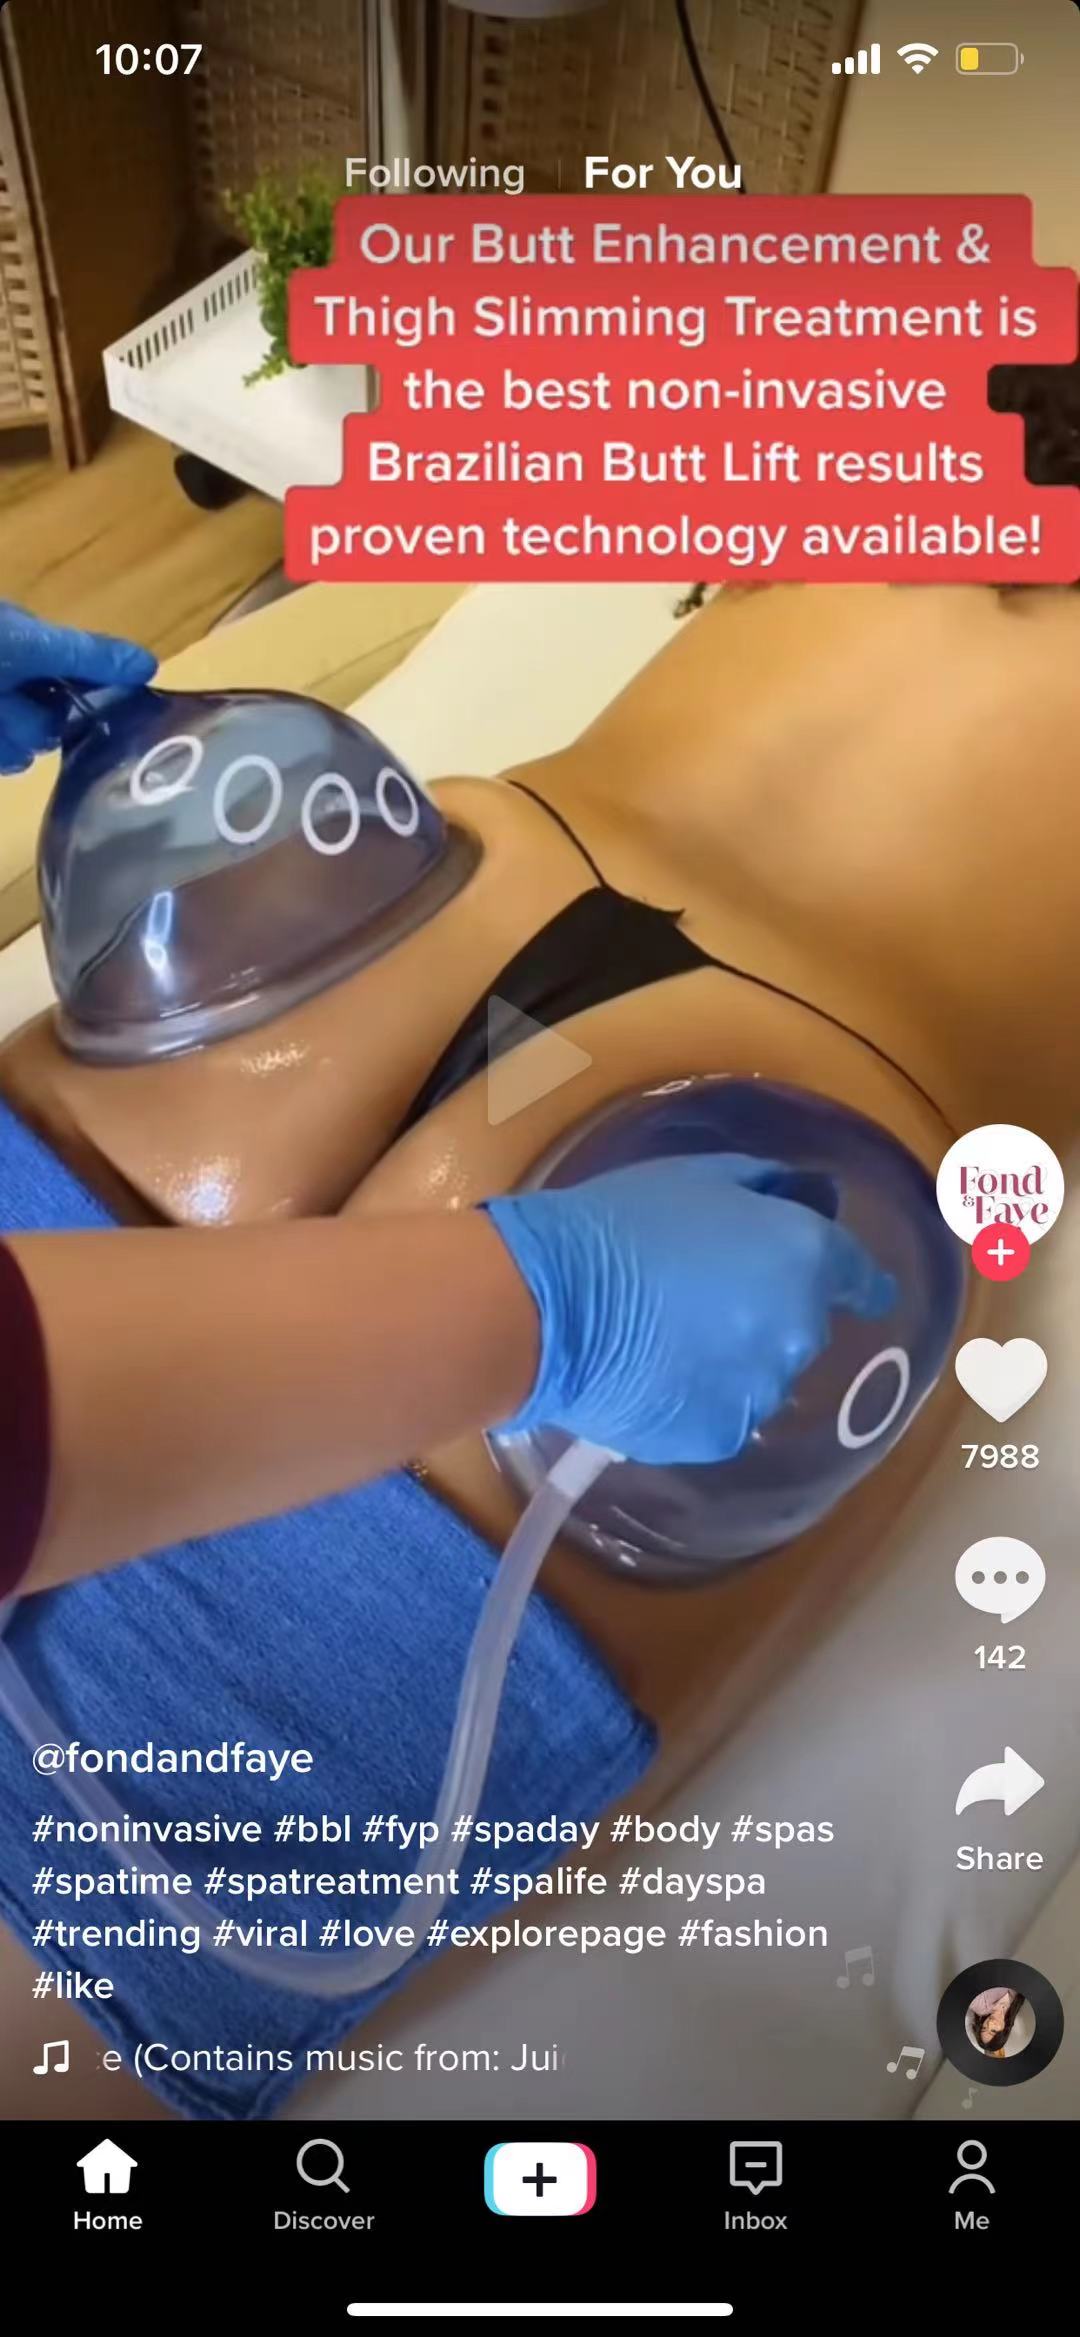 10:07
Following
For You
Our Butt Enhancement &
Thigh Slimming Treatment is
the best non-invasive
Brazilian Butt Lift results
proven technology available!
Fond
& Faye
7988
142
Share
@fondandfaye
#noninvasive #bbl #fyp #spaday #body #spas
#spatime #spatreatment #spalife #dayspa
#trending #viral #love #explorepage #fashion
#like
e (Contains music from: Jui
Home
Discover
Inbox
Me